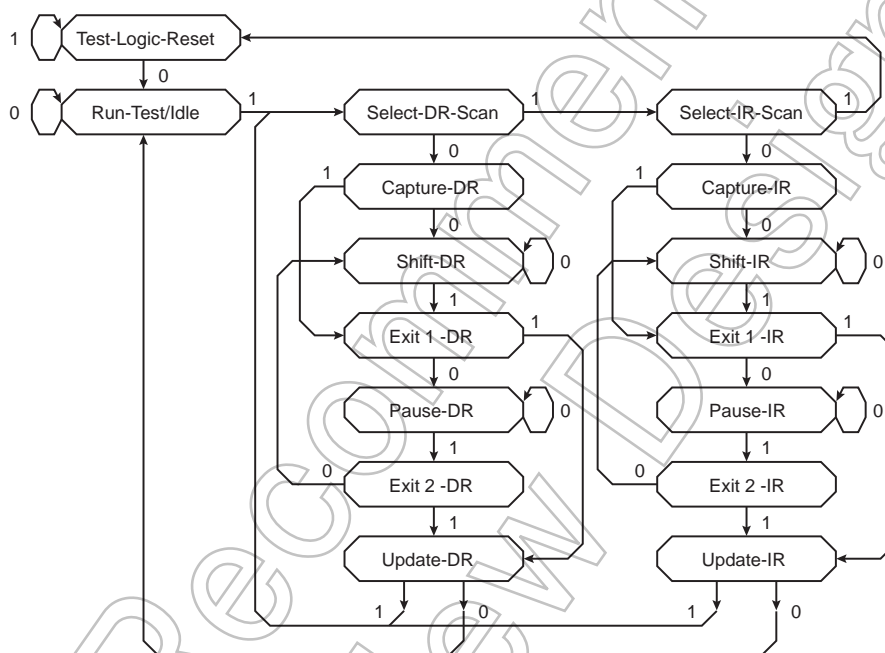 1
Test-Logic-Reset
0
0
Run-Test/Idle
1
Select-DR-Scan
1
Select-IR-Scan
1
0
0
1
Capture-DR
1
Capture-IR
0
0
Shift-DR
0
Shift-IR
0
1
1
Exit 1 -DR
1
Exit 1 -IR
1
0
0
Pause-DR
0
Pause-IR
0
1
1
0
Exit 2 -DR
0
Exit 2 -IR
1
1
Update-DR
Update-IR
1
0
1
0
Recommen
ew Design